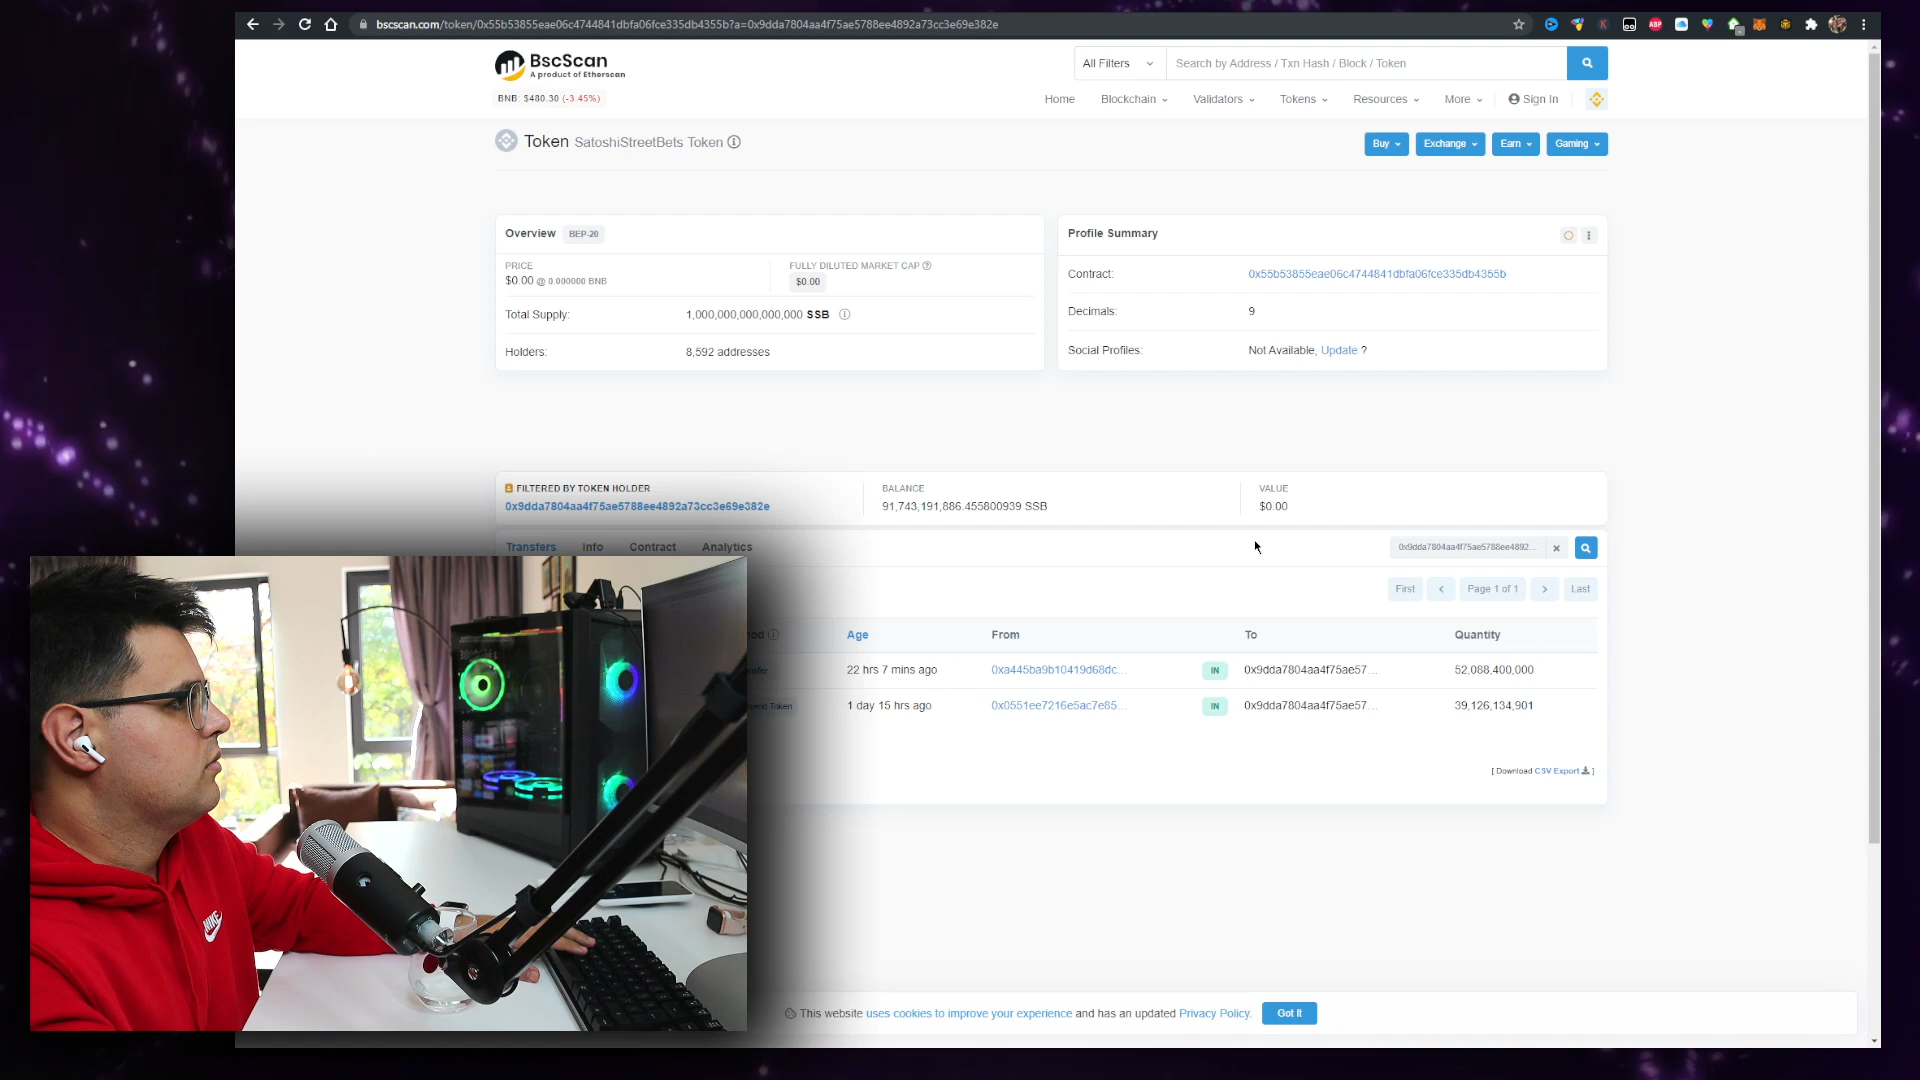 bscscan.com/token/0x55b53855eae06c4744841dbfa06fce335db4355b?a=0x9dda7804aa4f75ae5788ee4892a73cc3e69e382e
BscScan
A product of Etherscan
All Filters
Search by Address / Txn Hash / Block / Token
BNB: $480.30 (-3.45%)
Home Blockchain Validators Tokens Resources More Sign In
Token SatoshiStreetBets Token
Buy Exchange Earn Gaming
Overview BEP-20
PRICE
$0.00 @ 0.000000 BNB
FULLY DILUTED MARKET CAP
$0.00
Total Supply: 1,000,000,000,000,000 SSB
Holders: 8,592 addresses
Profile Summary
Contract: 0x55b53855eae06c4744841dbfa06fce335db4355b
Decimals: 9
Social Profiles: Not Available, Update ?
FILTERED BY TOKEN HOLDER
0x9dda7804aa4f75ae5788ee4892a73cc3e69e382e
BALANCE
91,743,191,886.455800939 SSB
VALUE
$0.00
Transfers Info Contract Analytics
0x9dda7804aa4f75ae5788ee4892...
First Page 1 of 1 Last
Age From To Quantity
22 hrs 7 mins ago 0xa445ba9b10419d68dc... IN 0x9dda7804aa4f75ae57... 52,088,400,000
Token 1 day 15 hrs ago 0x0551ee7216e5ac7e85... IN 0x9dda7804aa4f75ae57... 39,126,134,901
[ Download CSV Export ]
This website uses cookies to improve your experience and has an updated Privacy Policy.
Got It
NIKE
ABP